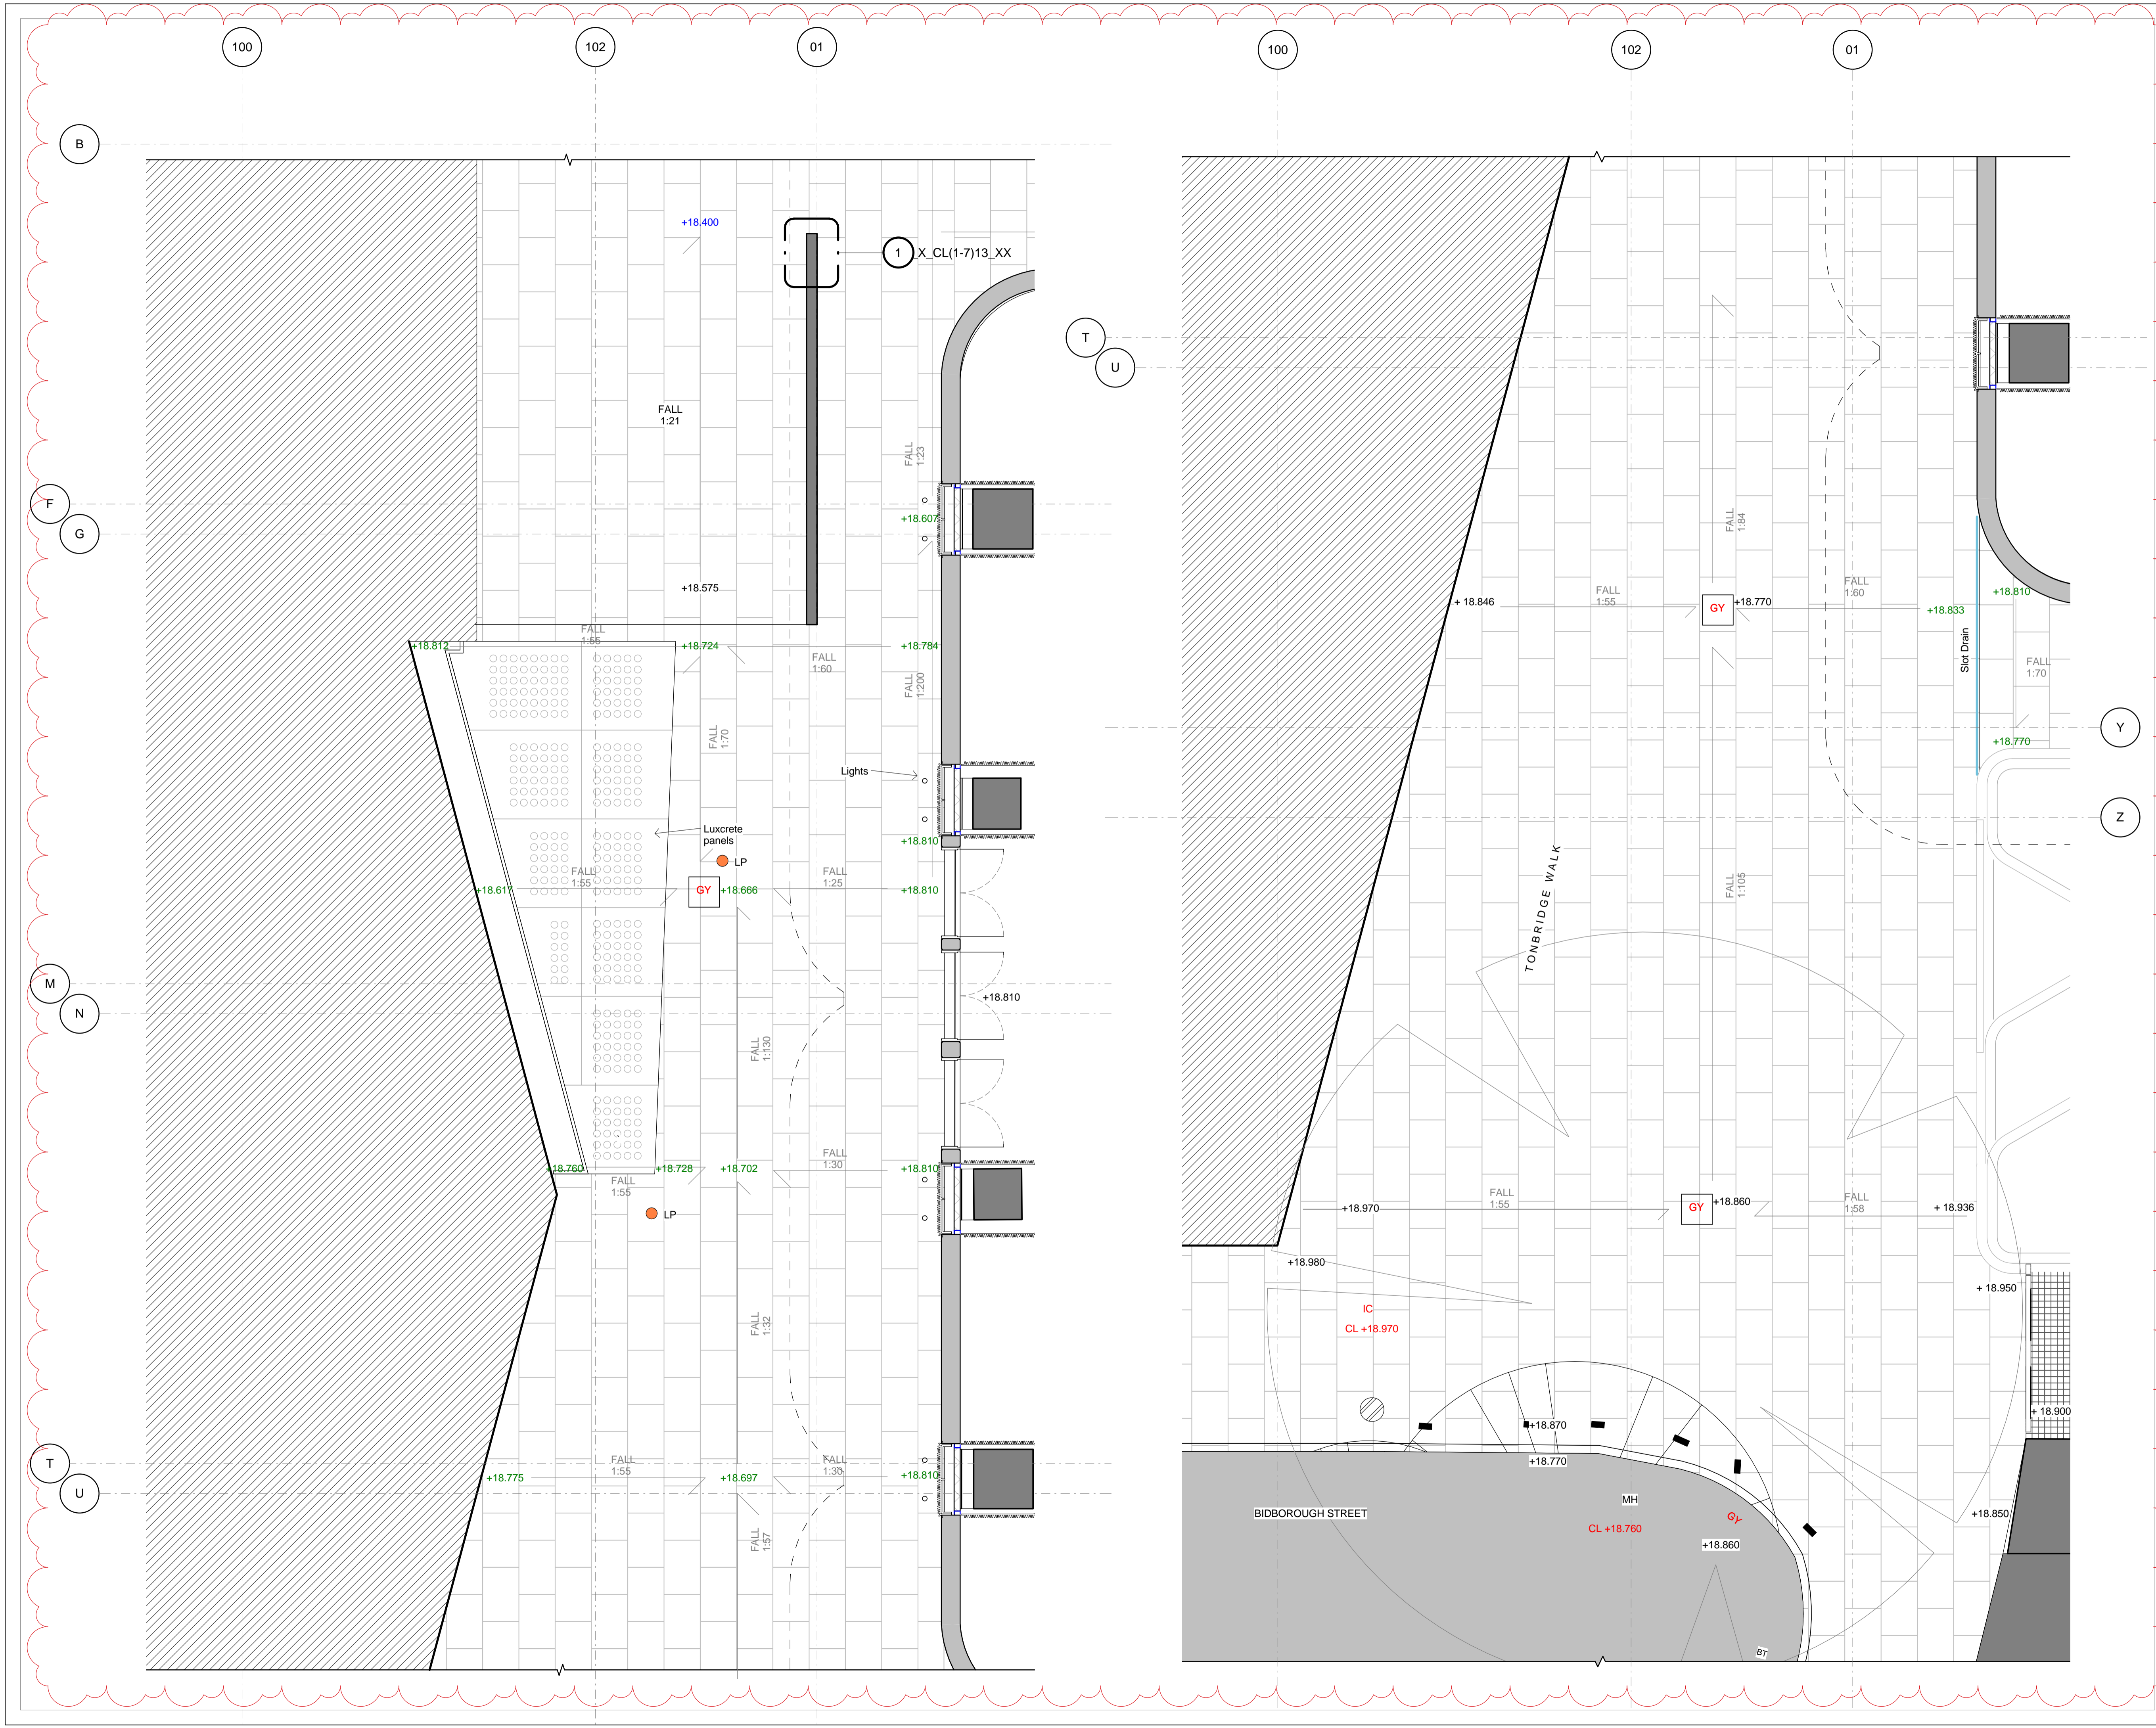 100
102
01
100
102
01
B
+18.400
1
X_CL(1-7)13_XX
FALL
1:21
FALL
1:23
F
G
+18.607
+18.575
FALL
1:55
+18.812
+18.724
+18.784
FALL
1:60
FALL
1:200
FALL
1:70
Lights
Luxcrete
panels
LP
+18.810
FALL
1:55
FALL
1:25
+18.617
GY
+18.666
+18.810
M
N
+18.810
FALL
1:130
FALL
1:30
+18.760
+18.728
+18.702
+18.810
FALL
1:55
LP
FALL
1:32
T
U
FALL
1:55
FALL
1:30
+18.775
+18.697
+18.810
FALL
1:57
T
U
FALL
1:84
FALL
1:55
FALL
1:60
+ 18.846
GY
+18.770
+18.833
+18.810
Slot Drain
FALL
1:70
Y
+18.770
Z
TONBRIDGE WALK
FALL
1:105
FALL
1:55
FALL
1:58
+18.970
GY
+18.860
+ 18.936
+18.980
+ 18.950
IC
CL +18.970
+ 18.900
+18.870
+18.770
BIDBOROUGH STREET
MH
CL +18.760
GY
+18.860
+18.850
BT